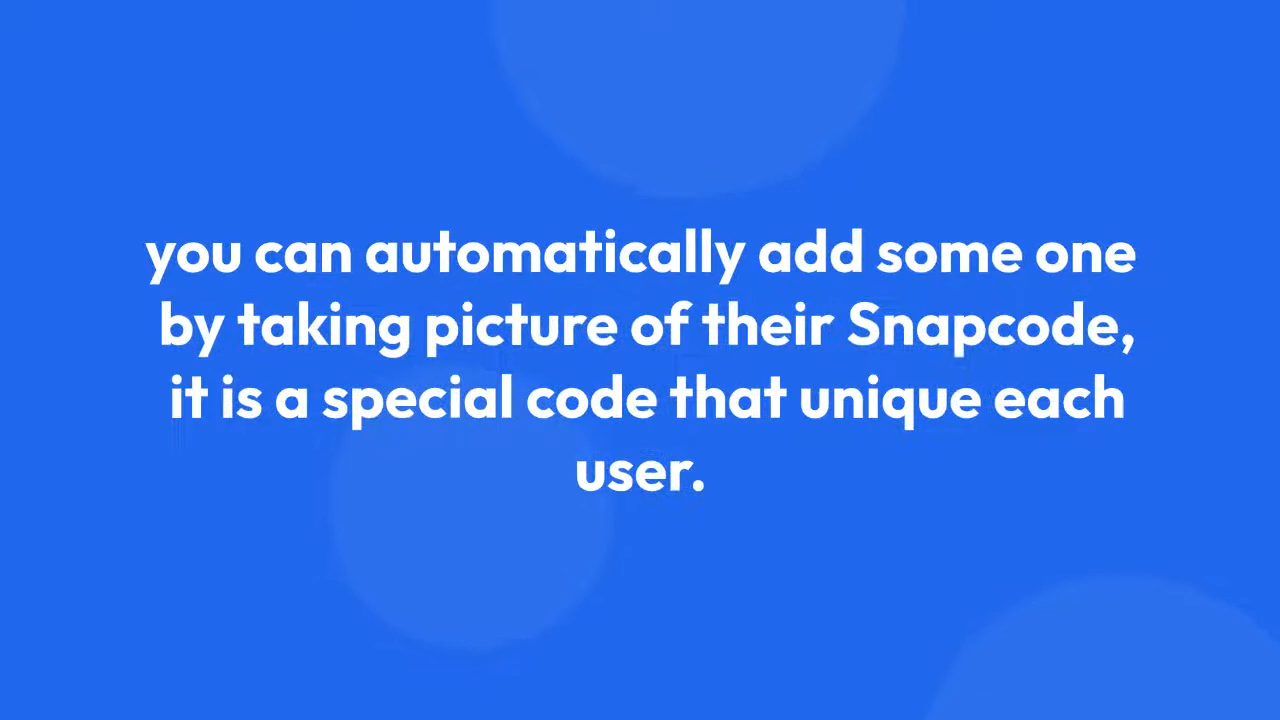 you can automatically add some one
by taking picture of their Snapcode,
it is a special code that unique each
user.